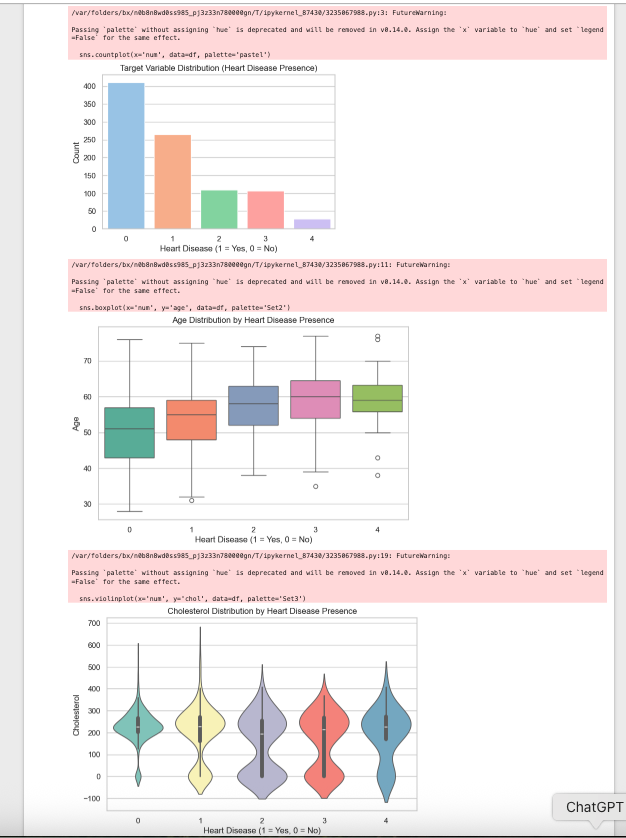 /var/folders/bx/n0b8n8wd0ss985_pj3z33n780000gn/T/ipykernel_87430/3235067988.py:3: FutureWarning:
Passing `palette` without assigning `hue` is deprecated and will be removed in v0.14.0. Assign the `x` variable to `hue` and set `legend
=False` for the same effect.
sns.countplot(x='num', data=df, palette='pastel')
Target Variable Distribution (Heart Disease Presence)
400
350
300
250
200
150
100
50
0
Count
0 1 2 3 4
Heart Disease (1 = Yes, 0 = No)
/var/folders/bx/n0b8n8wd0ss985_pj3z33n780000gn/T/ipykernel_87430/3235067988.py:11: FutureWarning:
Passing `palette` without assigning `hue` is deprecated and will be removed in v0.14.0. Assign the `x` variable to `hue` and set `legend
=False` for the same effect.
sns.boxplot(x='num', y='age', data=df, palette='Set2')
Age Distribution by Heart Disease Presence
70
60
50
40
30
Age
0 1 2 3 4
Heart Disease (1 = Yes, 0 = No)
/var/folders/bx/n0b8n8wd0ss985_pj3z33n780000gn/T/ipykernel_87430/3235067988.py:19: FutureWarning:
Passing `palette` without assigning `hue` is deprecated and will be removed in v0.14.0. Assign the `x` variable to `hue` and set `legend
=False` for the same effect.
sns.violinplot(x='num', y='chol', data=df, palette='Set3')
Cholesterol Distribution by Heart Disease Presence
700
600
500
400
300
200
100
0
−100
Cholesterol
0 1 2 3 4
Heart Disease (1 = Yes, 0 = No)
ChatGPT